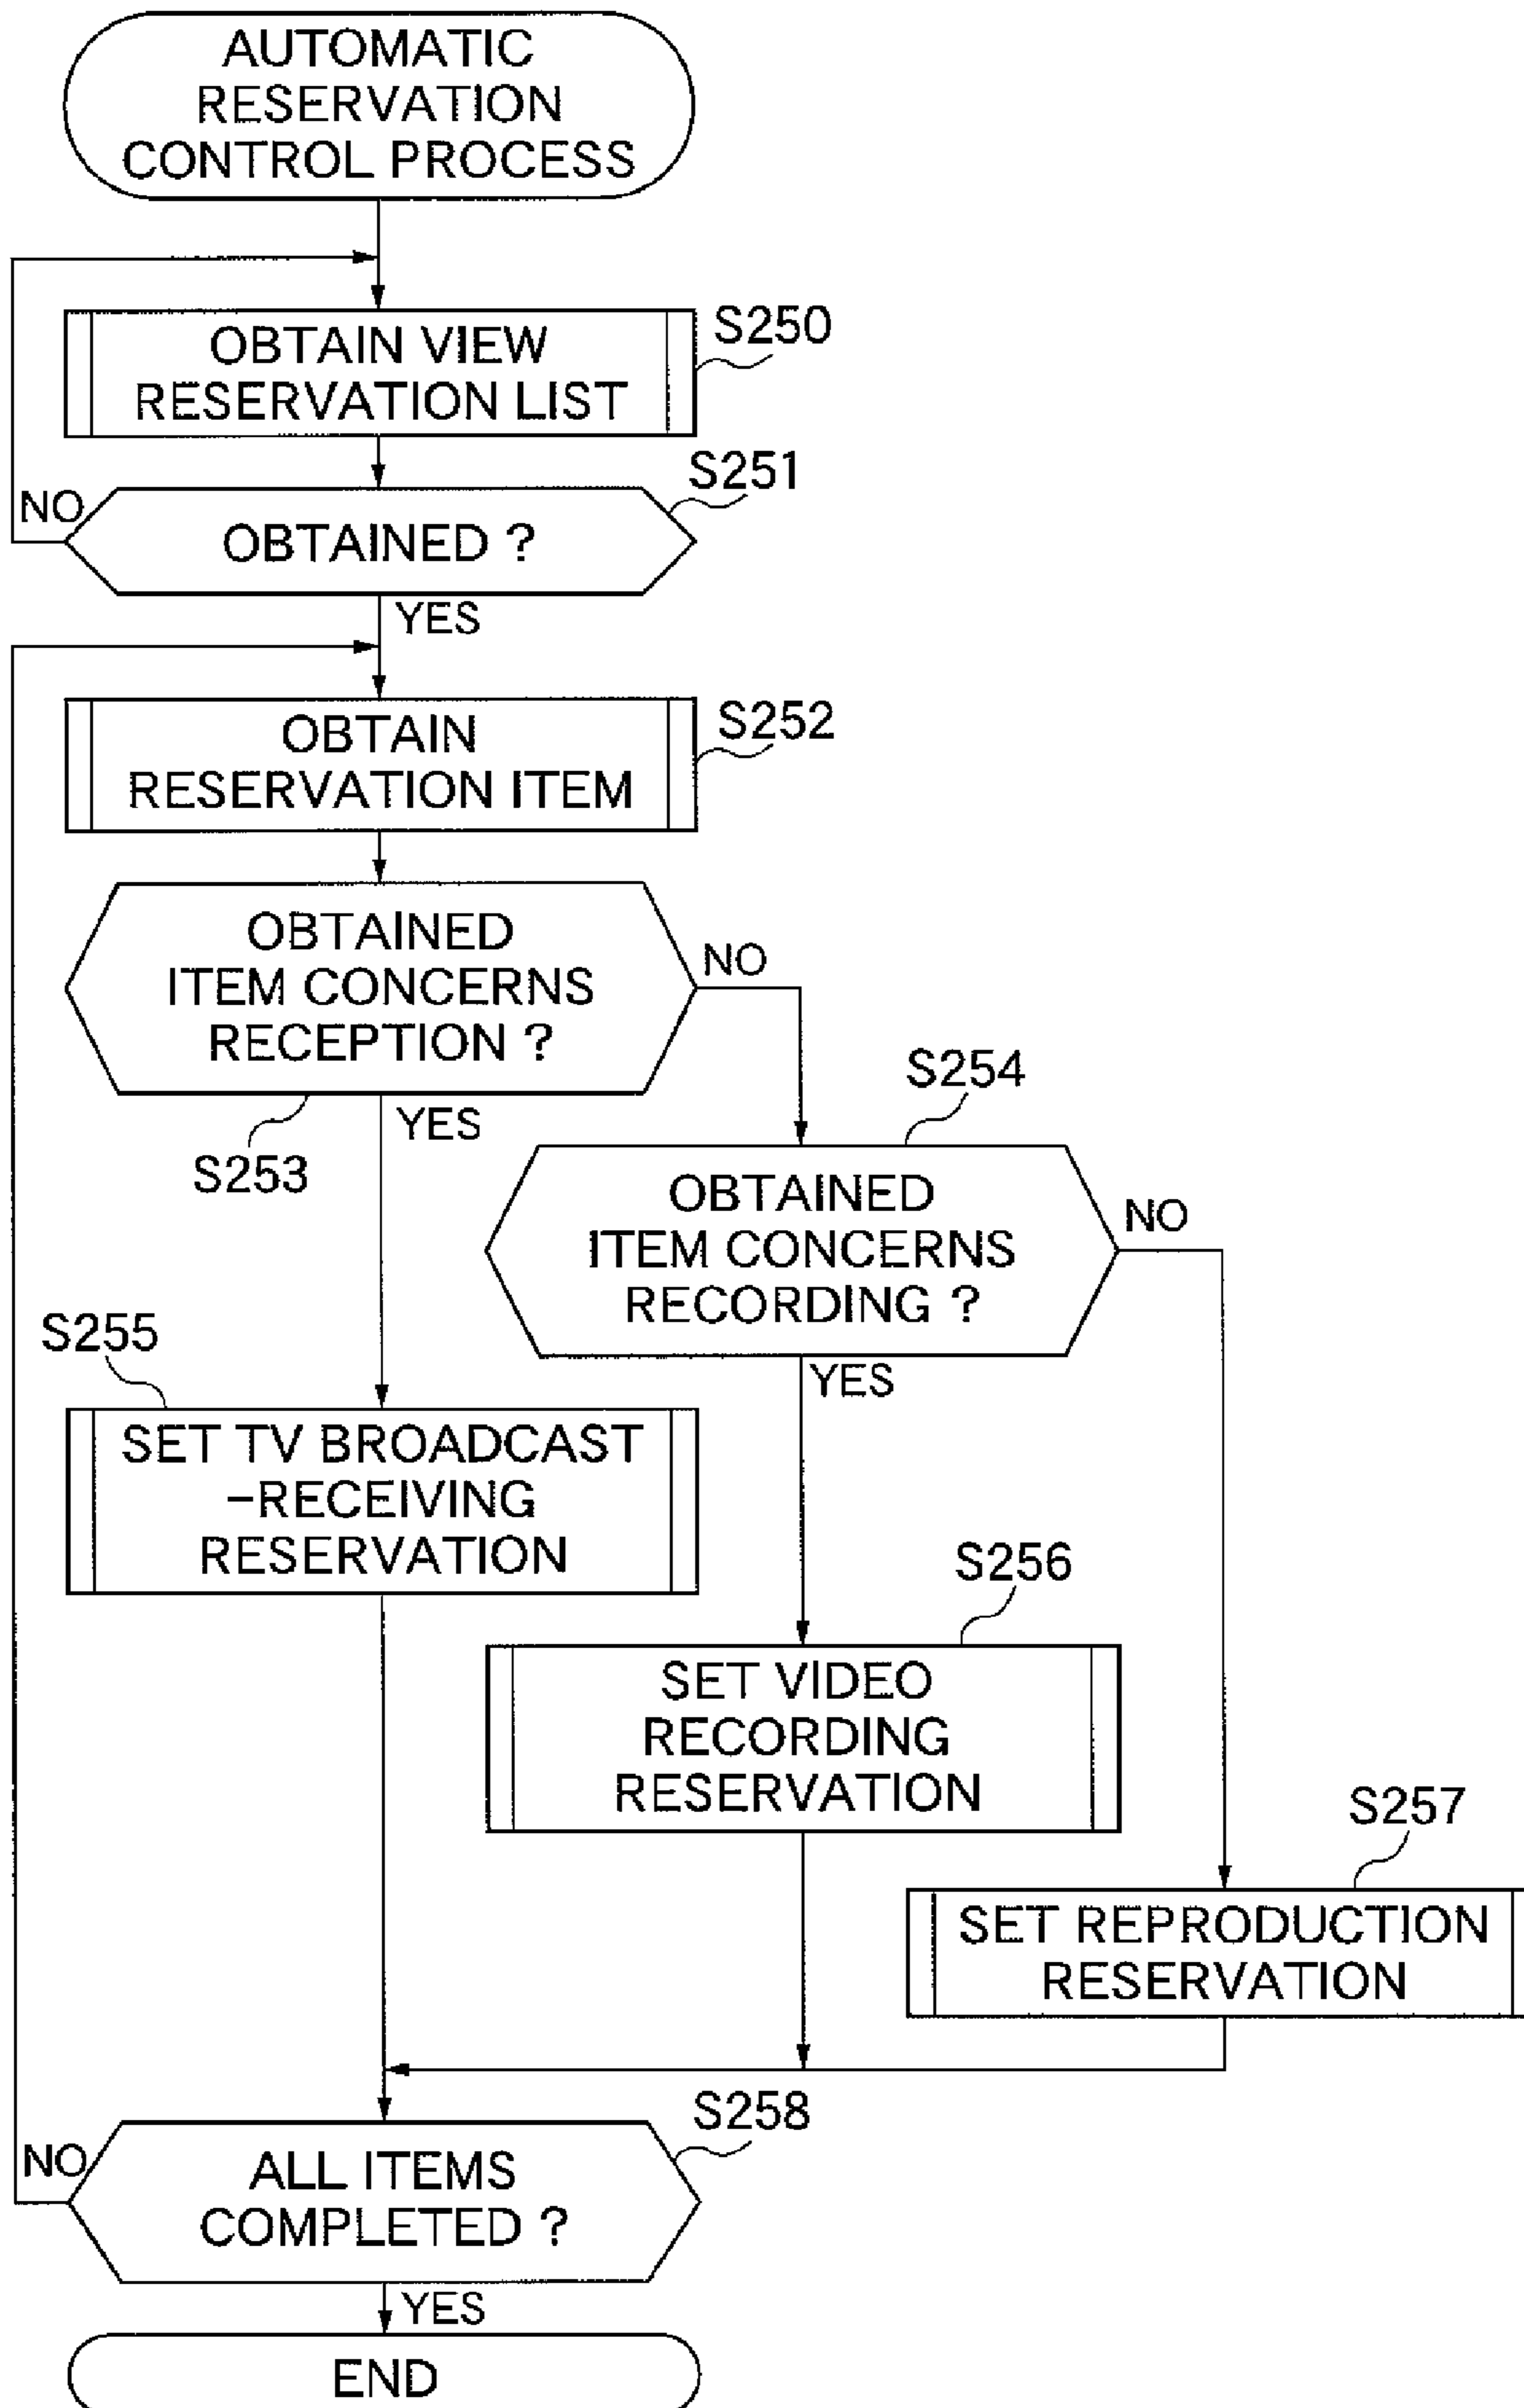 AUTOMATIC
RESERVATION
CONTROL PROCESS
OBTAIN VIEW
RESERVATION LIST
S250
OBTAINED ?
S251
NO
YES
OBTAIN
RESERVATION ITEM
S252
OBTAINED
ITEM CONCERNS
RECEPTION ?
NO
YES
S253
S254
OBTAINED
ITEM CONCERNS
RECORDING ?
NO
YES
S255
SET TV BROADCAST
-RECEIVING
RESERVATION
S256
SET VIDEO
RECORDING
RESERVATION
S257
SET REPRODUCTION
RESERVATION
S258
NO
ALL ITEMS
COMPLETED ?
YES
END